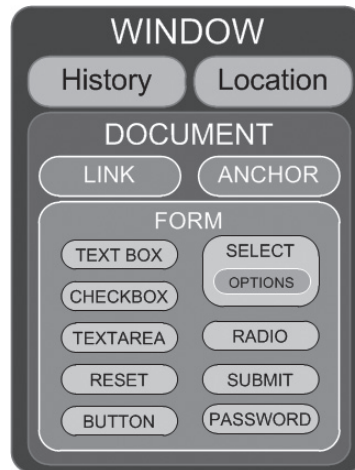 WINDOW
History Location
DOCUMENT
LINK ANCHOR
FORM
TEXT BOX SELECT
OPTIONS
CHECKBOX
TEXTAREA RADIO
RESET SUBMIT
BUTTON PASSWORD